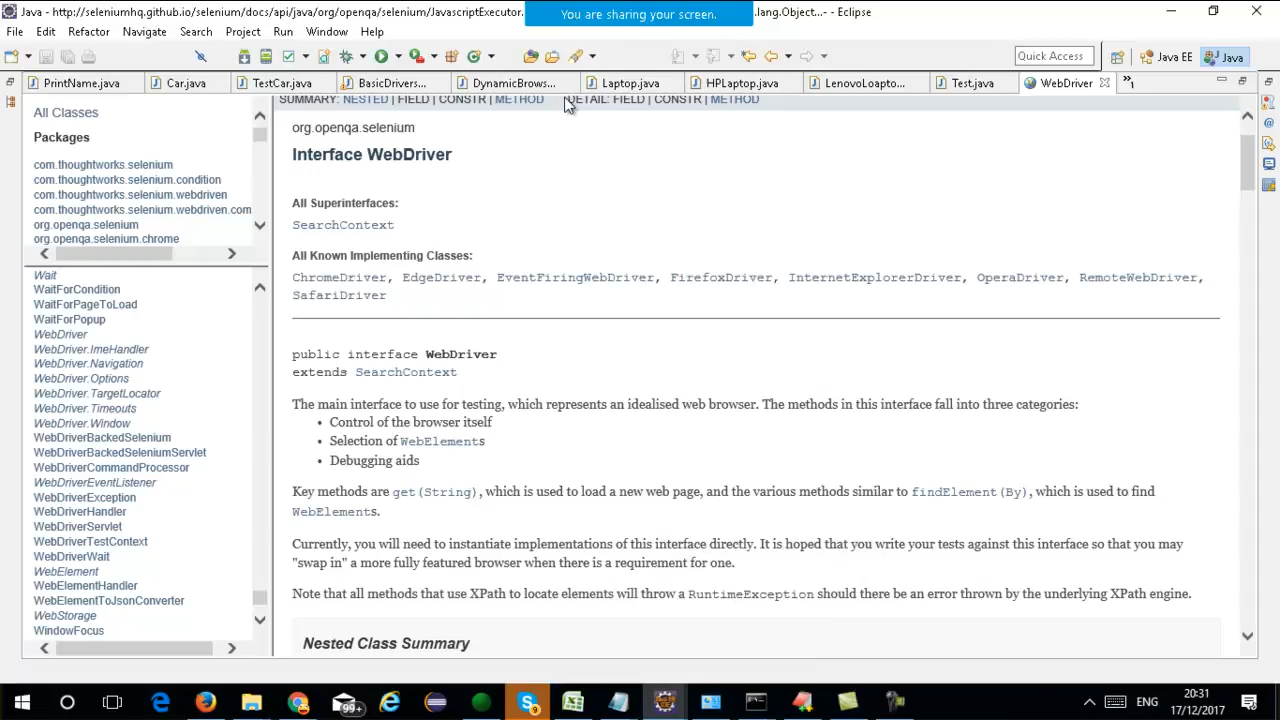 Java - http://seleniumhq.github.io/selenium/docs/api/java/org/openqa/selenium/JavascriptExecutor.
You are sharing your screen.
.lang.Object...- - Eclipse
File Edit Refactor Navigate Search Project Run Window Help
Quick Access
Java EE
Java
PrintName.java
Car.java
TestCar.java
BasicDrivers...
DynamicBrows...
Laptop.java
HPLaptop.java
LenovoLoapto...
Test.java
WebDriver
»1
All Classes
Packages
com.thoughtworks.selenium
com.thoughtworks.selenium.condition
com.thoughtworks.selenium.webdriven
com.thoughtworks.selenium.webdriven.com
org.openqa.selenium
org.openqa.selenium.chrome
Wait
WaitForCondition
WaitForPageToLoad
WaitForPopup
WebDriver
WebDriver.ImeHandler
WebDriver.Navigation
WebDriver.Options
WebDriver.TargetLocator
WebDriver.Timeouts
WebDriver.Window
WebDriverBackedSelenium
WebDriverBackedSeleniumServlet
WebDriverCommandProcessor
WebDriverEventListener
WebDriverException
WebDriverHandler
WebDriverServlet
WebDriverTestContext
WebDriverWait
WebElement
WebElementHandler
WebElementToJsonConverter
WebStorage
WindowFocus
SUMMARY: NESTED | FIELD | CONSTR | METHOD DETAIL: FIELD | CONSTR | METHOD
org.openqa.selenium
Interface WebDriver
All Superinterfaces:
SearchContext
All Known Implementing Classes:
ChromeDriver, EdgeDriver, EventFiringWebDriver, FirefoxDriver, InternetExplorerDriver, OperaDriver, RemoteWebDriver,
SafariDriver
public interface WebDriver
extends SearchContext
The main interface to use for testing, which represents an idealised web browser. The methods in this interface fall into three categories:
• Control of the browser itself
• Selection of WebElements
• Debugging aids
Key methods are get(String), which is used to load a new web page, and the various methods similar to findElement(By), which is used to find
WebElements.
Currently, you will need to instantiate implementations of this interface directly. It is hoped that you write your tests against this interface so that you may
"swap in" a more fully featured browser when there is a requirement for one.
Note that all methods that use XPath to locate elements will throw a RuntimeException should there be an error thrown by the underlying XPath engine.
Nested Class Summary
99+
9
ENG
20:31
17/12/2017